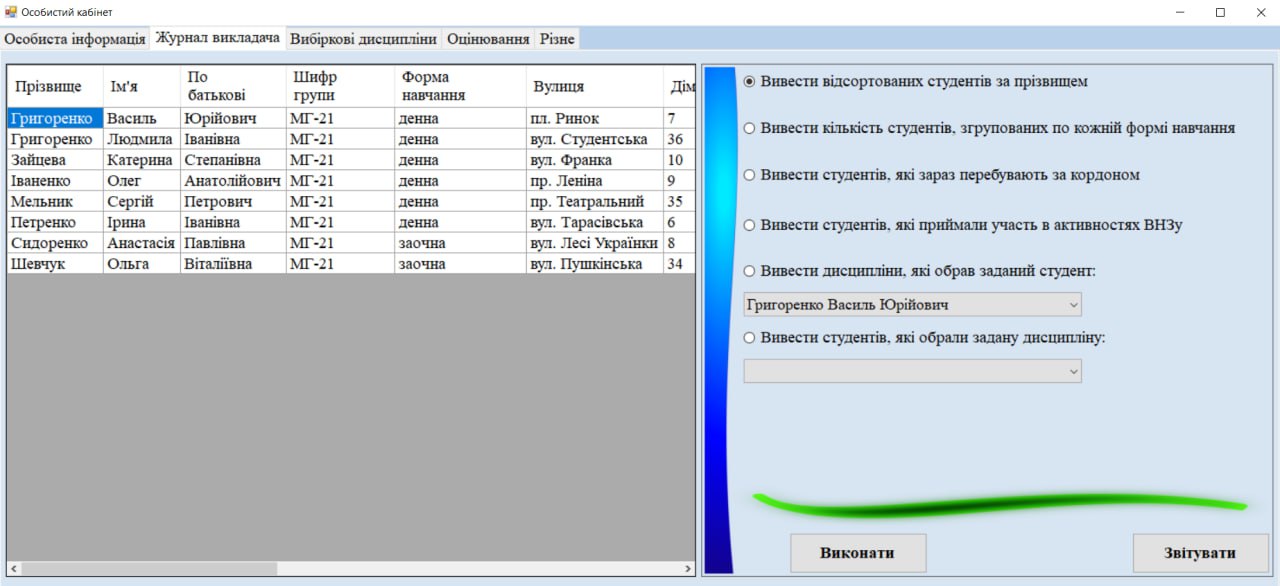 Особистий кабінет
Особиста інформація Журнал викладача Вибіркові дисципліни Оцінювання Різне
Прізвище Ім'я По батькові Шифр групи Форма навчання Вулиця Дім
Григоренко Василь Юрійович МГ-21 денна пл. Ринок 7
Григоренко Людмила Іванівна МГ-21 денна вул. Студентська 36
Зайцева Катерина Степанівна МГ-21 денна вул. Франка 10
Іваненко Олег Анатолійович МГ-21 денна пр. Леніна 9
Мельник Сергій Петрович МГ-21 денна пр. Театральний 35
Петренко Ірина Іванівна МГ-21 денна вул. Тарасівська 6
Сидоренко Анастасія Павлівна МГ-21 заочна вул. Лесі Українки 8
Шевчук Ольга Віталіївна МГ-21 заочна вул. Пушкінська 34
Вивести відсортованих студентів за прізвищем
Вивести кількість студентів, згрупованих по кожній формі навчання
Вивести студентів, які зараз перебувають за кордоном
Вивести студентів, які приймали участь в активностях ВНЗу
Вивести дисципліни, які обрав заданий студент:
Григоренко Василь Юрійович
Вивести студентів, які обрали задану дисципліну:
Виконати Звітувати